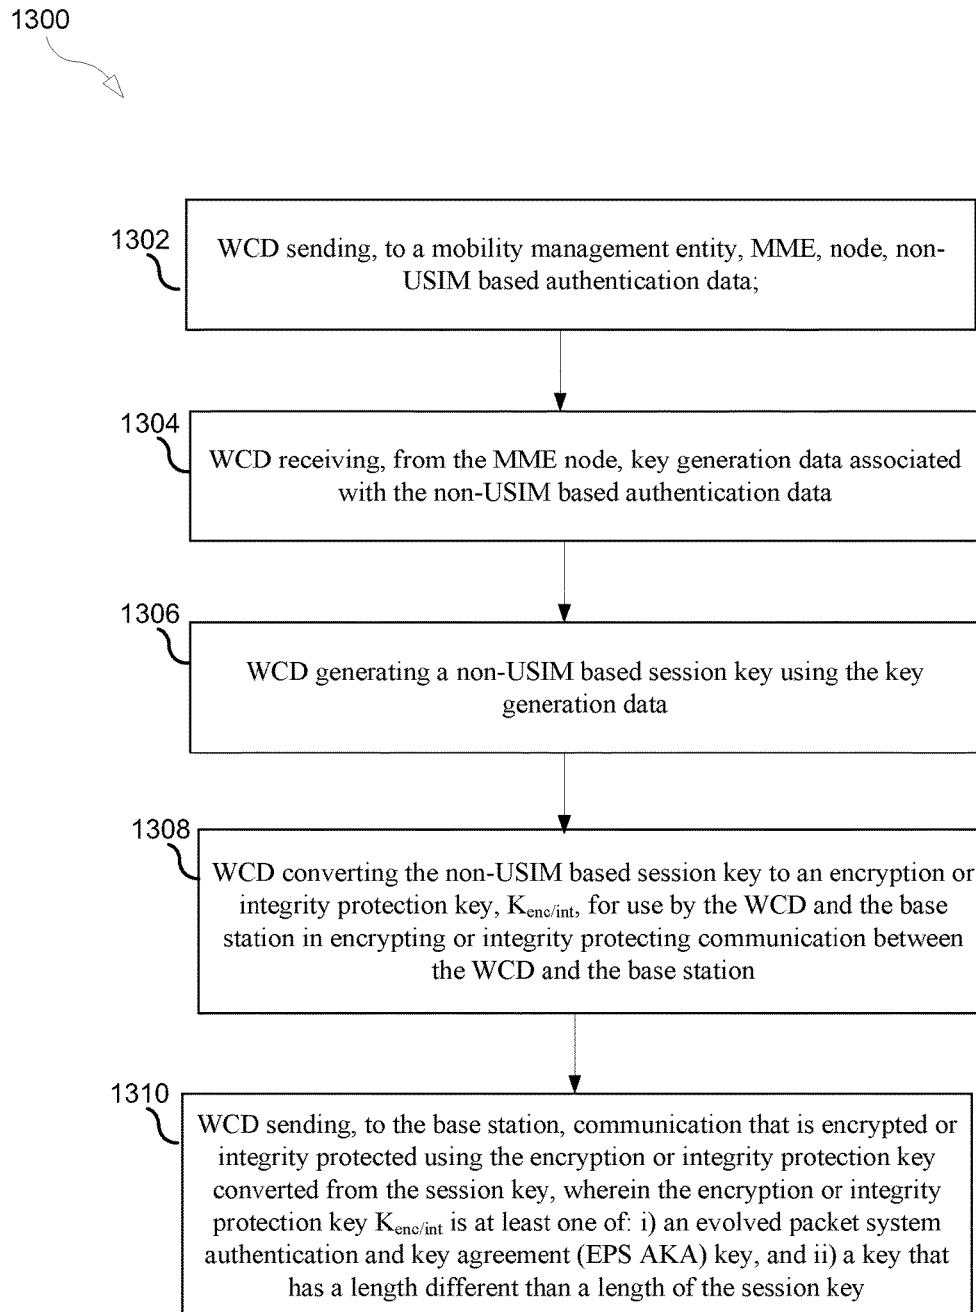 1300
1302
WCD sending, to a mobility management entity, MME, node, non-
USIM based authentication data;
1304
WCD receiving, from the MME node, key generation data associated
with the non-USIM based authentication data
1306
WCD generating a non-USIM based session key using the key
generation data
1308
WCD converting the non-USIM based session key to an encryption or
integrity protection key, Kenc/int, for use by the WCD and the base
station in encrypting or integrity protecting communication between
the WCD and the base station
1310
WCD sending, to the base station, communication that is encrypted or
integrity protected using the encryption or integrity protection key
converted from the session key, wherein the encryption or integrity
protection key Kenc/int is at least one of: i) an evolved packet system
authentication and key agreement (EPS AKA) key, and ii) a key that
has a length different than a length of the session key